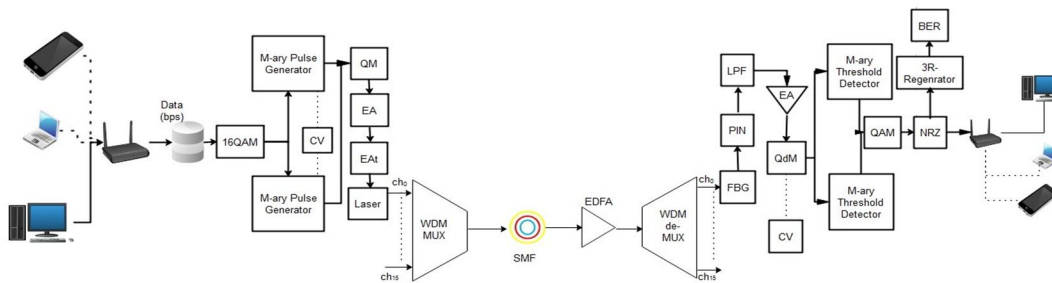 Data
(bps)
16QAM
M-ary Pulse
Generator
CV
M-ary Pulse
Generator
QM
EA
EAt
Laser
ch0
ch15
WDM
MUX
SMF
EDFA
WDM
de-
MUX
ch0
ch15
FBG
PIN
LPF
EA
QdM
CV
M-ary
Threshold
Detector
M-ary
Threshold
Detector
QAM
NRZ
3R-
Regenrator
BER